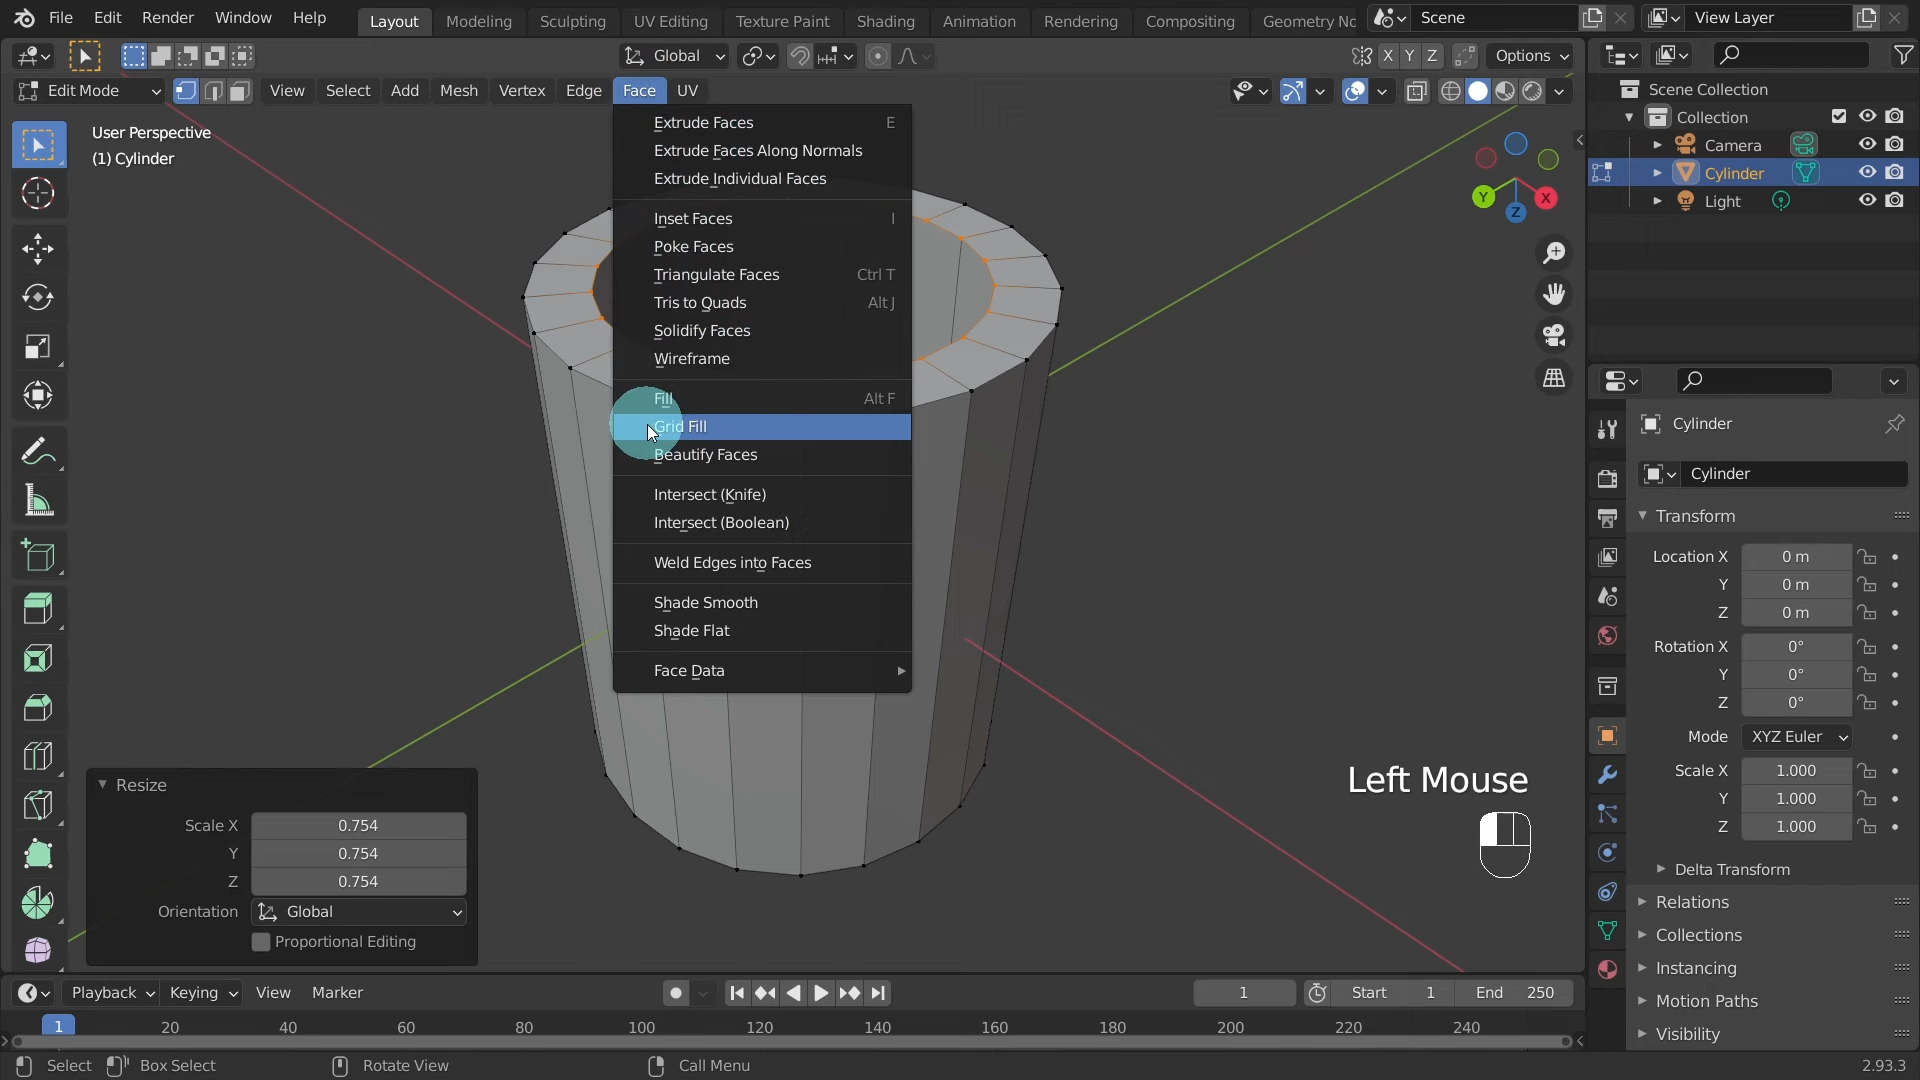 File Edit Render Window Help Layout Modeling Sculpting UV Editing Texture Paint Shading Animation Rendering Compositing Geometry No Scene View Layer
Global X Y Z Options
Edit Mode View Select Add Mesh Vertex Edge Face UV
User Perspective
(1) Cylinder
Extrude Faces E
Extrude Faces Along Normals
Extrude Individual Faces
Inset Faces I
Poke Faces
Triangulate Faces Ctrl T
Tris to Quads Alt J
Solidify Faces
Wireframe
Fill Alt F
Grid Fill
Beautify Faces
Intersect (Knife)
Intersect (Boolean)
Weld Edges into Faces
Shade Smooth
Shade Flat
Face Data
Y X
Z
Left Mouse
Resize
Scale X 0.754
Y 0.754
Z 0.754
Orientation Global
Proportional Editing
Scene Collection
Collection
Camera
Cylinder
Light
Cylinder
Cylinder
Transform
Location X 0 m
Y 0 m
Z 0 m
Rotation X 0°
Y 0°
Z 0°
Mode XYZ Euler
Scale X 1.000
Y 1.000
Z 1.000
Delta Transform
Relations
Collections
Instancing
Motion Paths
Visibility
Playback Keying View Marker 1 Start 1 End 250
1 20 40 60 80 100 120 140 160 180 200 220 240
Select Box Select Rotate View Call Menu 2.93.3